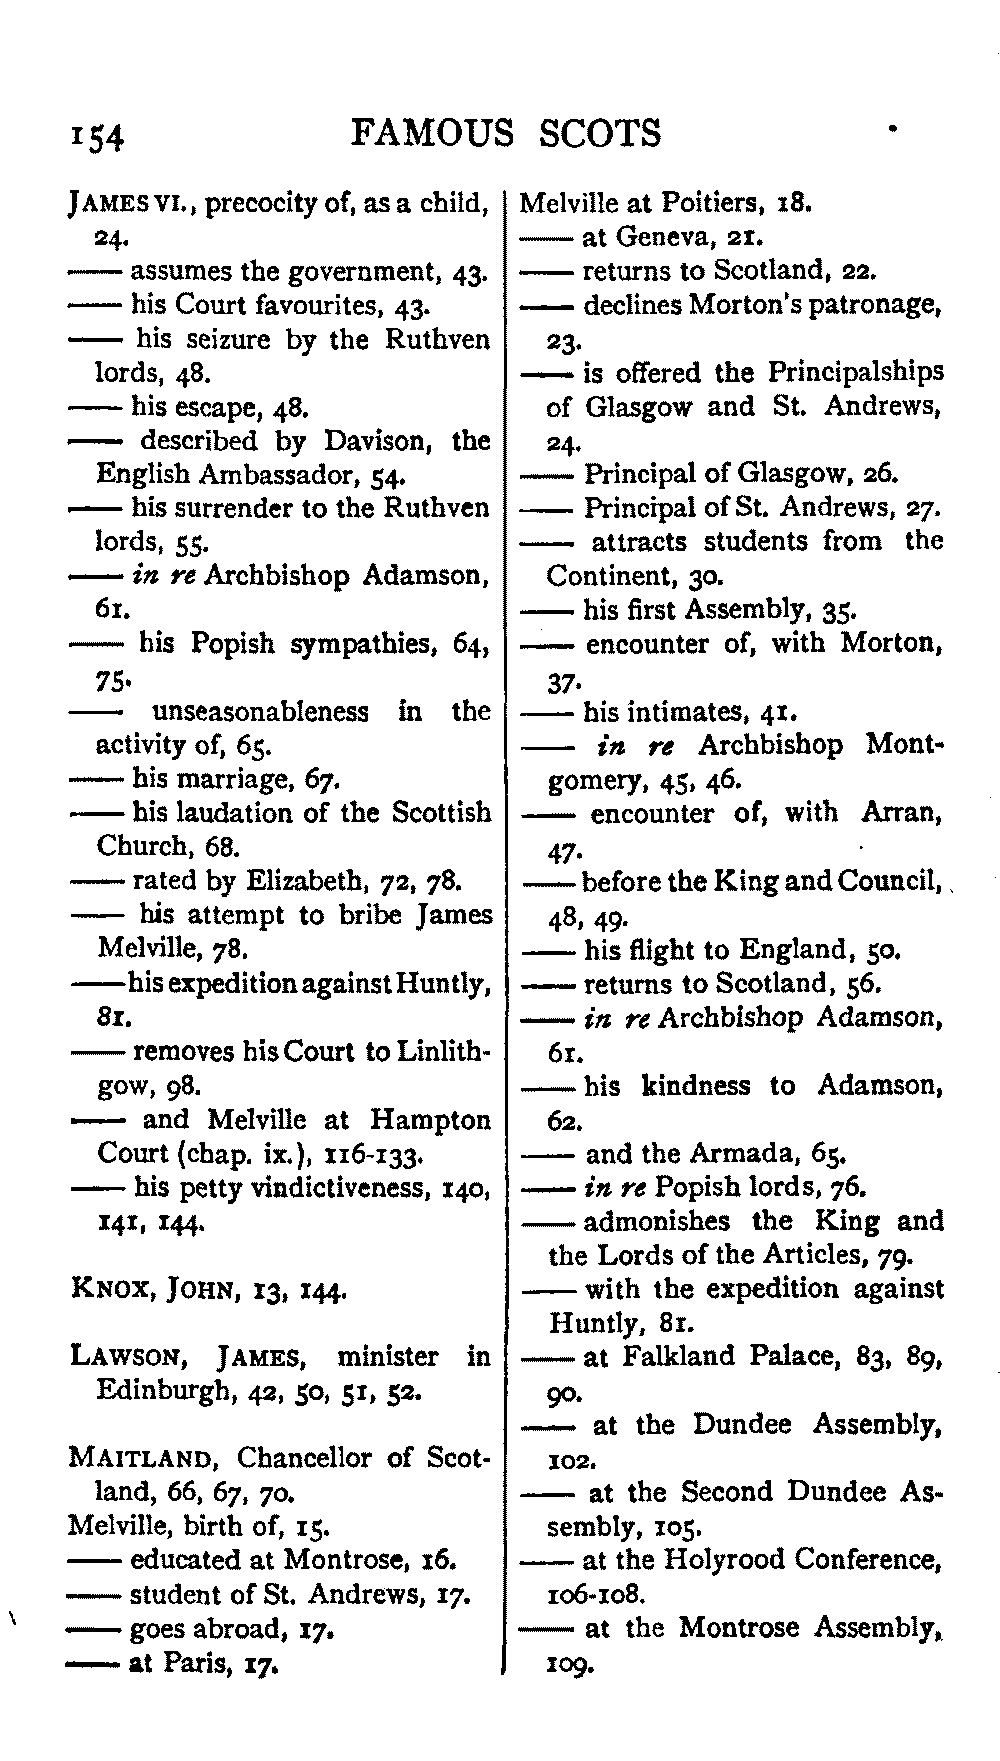 154 FAMOUS SCOTS
JAMES VI., precocity of, as a child,
24.
—— assumes the government, 43.
—— his Court favourites, 43.
—— his seizure by the Ruthven
lords, 48.
—— his escape, 48.
—— described by Davison, the
English Ambassador, 54.
—— his surrender to the Ruthven
lords, 55.
—— in re Archbishop Adamson,
61.
—— his Popish sympathies, 64,
75.
—— unseasonableness in the
activity of, 65.
—— his marriage, 67.
—— his laudation of the Scottish
Church, 68.
—— rated by Elizabeth, 72, 78.
—— his attempt to bribe James
Melville, 78.
—— his expedition against Huntly,
81.
—— removes his Court to Linlith-
gow, 98.
—— and Melville at Hampton
Court (chap. ix.), 116-133.
—— his petty vindictiveness, 140,
141, 144.
KNOX, JOHN, 13, 144.
LAWSON, JAMES, minister in
Edinburgh, 42, 50, 51, 52.
MAITLAND, Chancellor of Scot-
land, 66, 67, 70.
Melville, birth of, 15.
—— educated at Montrose, 16.
—— student of St. Andrews, 17.
—— goes abroad, 17.
—— at Paris, 17.
Melville at Poitiers, 18.
—— at Geneva, 21.
—— returns to Scotland, 22.
—— declines Morton's patronage,
23.
—— is offered the Principalships
of Glasgow and St. Andrews,
24.
—— Principal of Glasgow, 26.
—— Principal of St. Andrews, 27.
—— attracts students from the
Continent, 30.
—— his first Assembly, 35.
—— encounter of, with Morton,
37.
—— his intimates, 41.
—— in re Archbishop Mont-
gomery, 45, 46.
—— encounter of, with Arran,
47.
—— before the King and Council,
48, 49.
—— his flight to England, 50.
—— returns to Scotland, 56.
—— in re Archbishop Adamson,
61.
—— his kindness to Adamson,
62.
—— and the Armada, 65.
—— in re Popish lords, 76.
—— admonishes the King and
the Lords of the Articles, 79.
—— with the expedition against
Huntly, 81.
—— at Falkland Palace, 83, 89,
90.
—— at the Dundee Assembly,
102.
—— at the Second Dundee As-
sembly, 105.
—— at the Holyrood Conference,
106-108.
—— at the Montrose Assembly,
109.